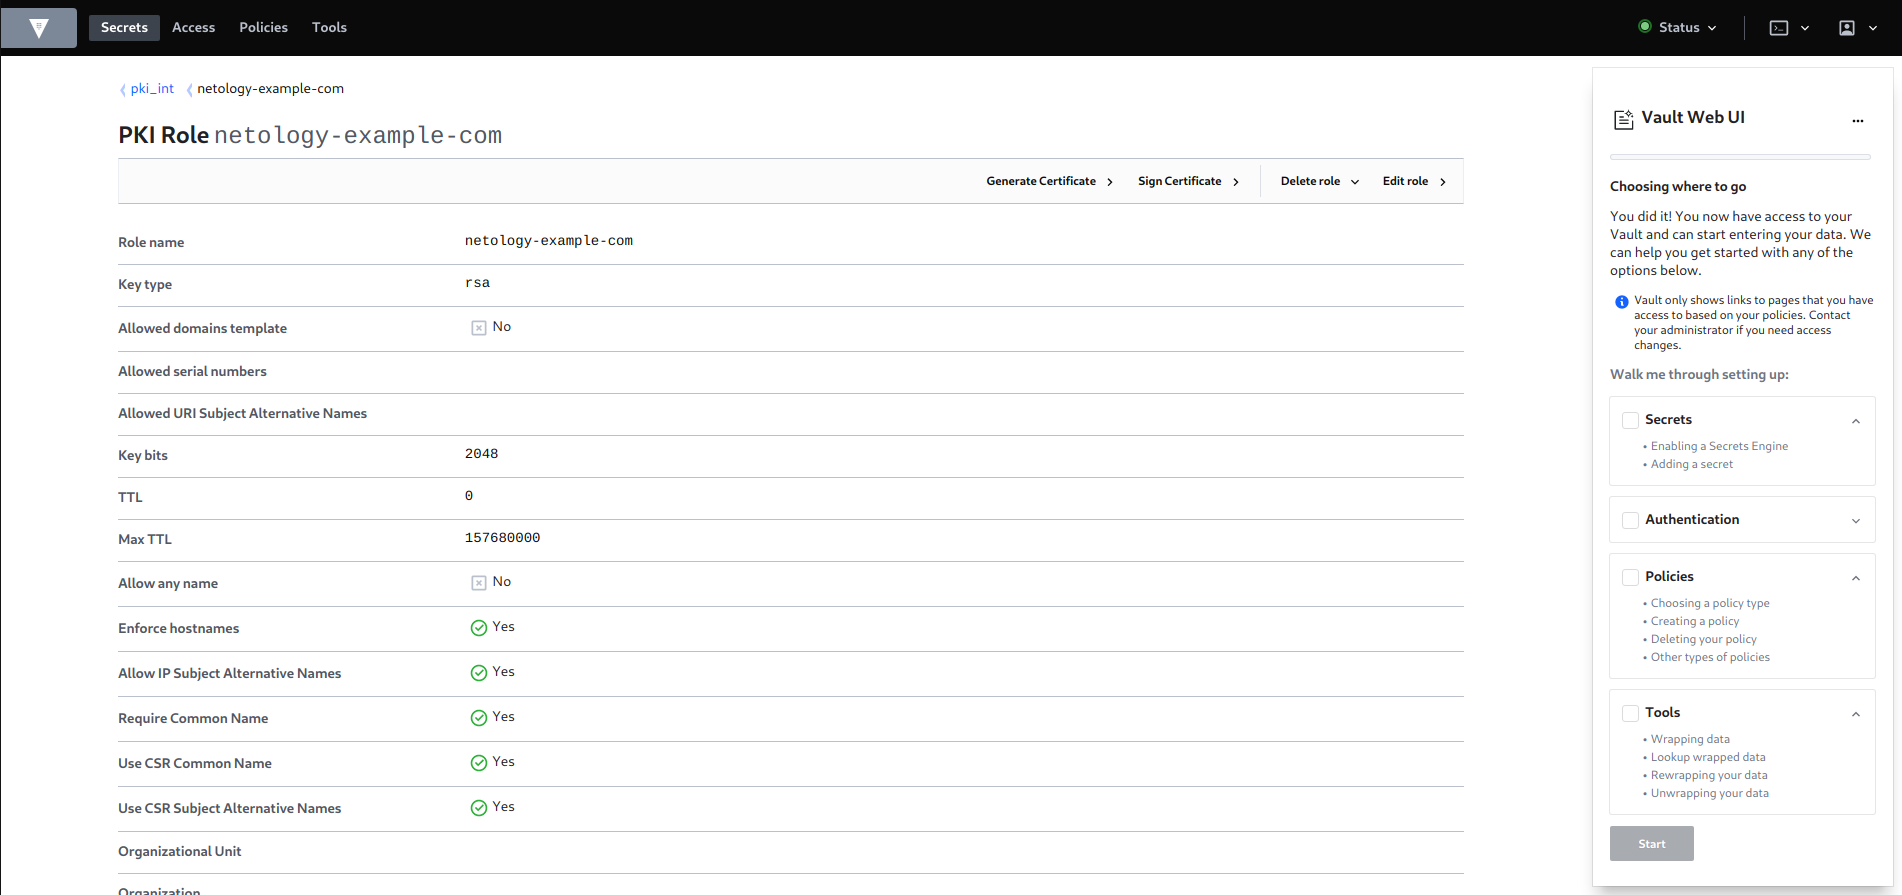 Secrets Access Policies Tools Status
pki_int netology-example-com
PKI Role netology-example-com
Generate Certificate Sign Certificate Delete role Edit role
Role name netology-example-com
Key type rsa
Allowed domains template No
Allowed serial numbers
Allowed URI Subject Alternative Names
Key bits 2048
TTL 0
Max TTL 157680000
Allow any name No
Enforce hostnames Yes
Allow IP Subject Alternative Names Yes
Require Common Name Yes
Use CSR Common Name Yes
Use CSR Subject Alternative Names Yes
Organizational Unit
Organization
Vault Web UI
Choosing where to go
You did it! You now have access to your
Vault and can start entering your data. We
can help you get started with any of the
options below.
Vault only shows links to pages that you have
access to based on your policies. Contact
your administrator if you need access
changes.
Walk me through setting up:
Secrets
• Enabling a Secrets Engine
• Adding a secret
Authentication
Policies
• Choosing a policy type
• Creating a policy
• Deleting your policy
• Other types of policies
Tools
• Wrapping data
• Lookup wrapped data
• Rewrapping your data
• Unwrapping your data
Start